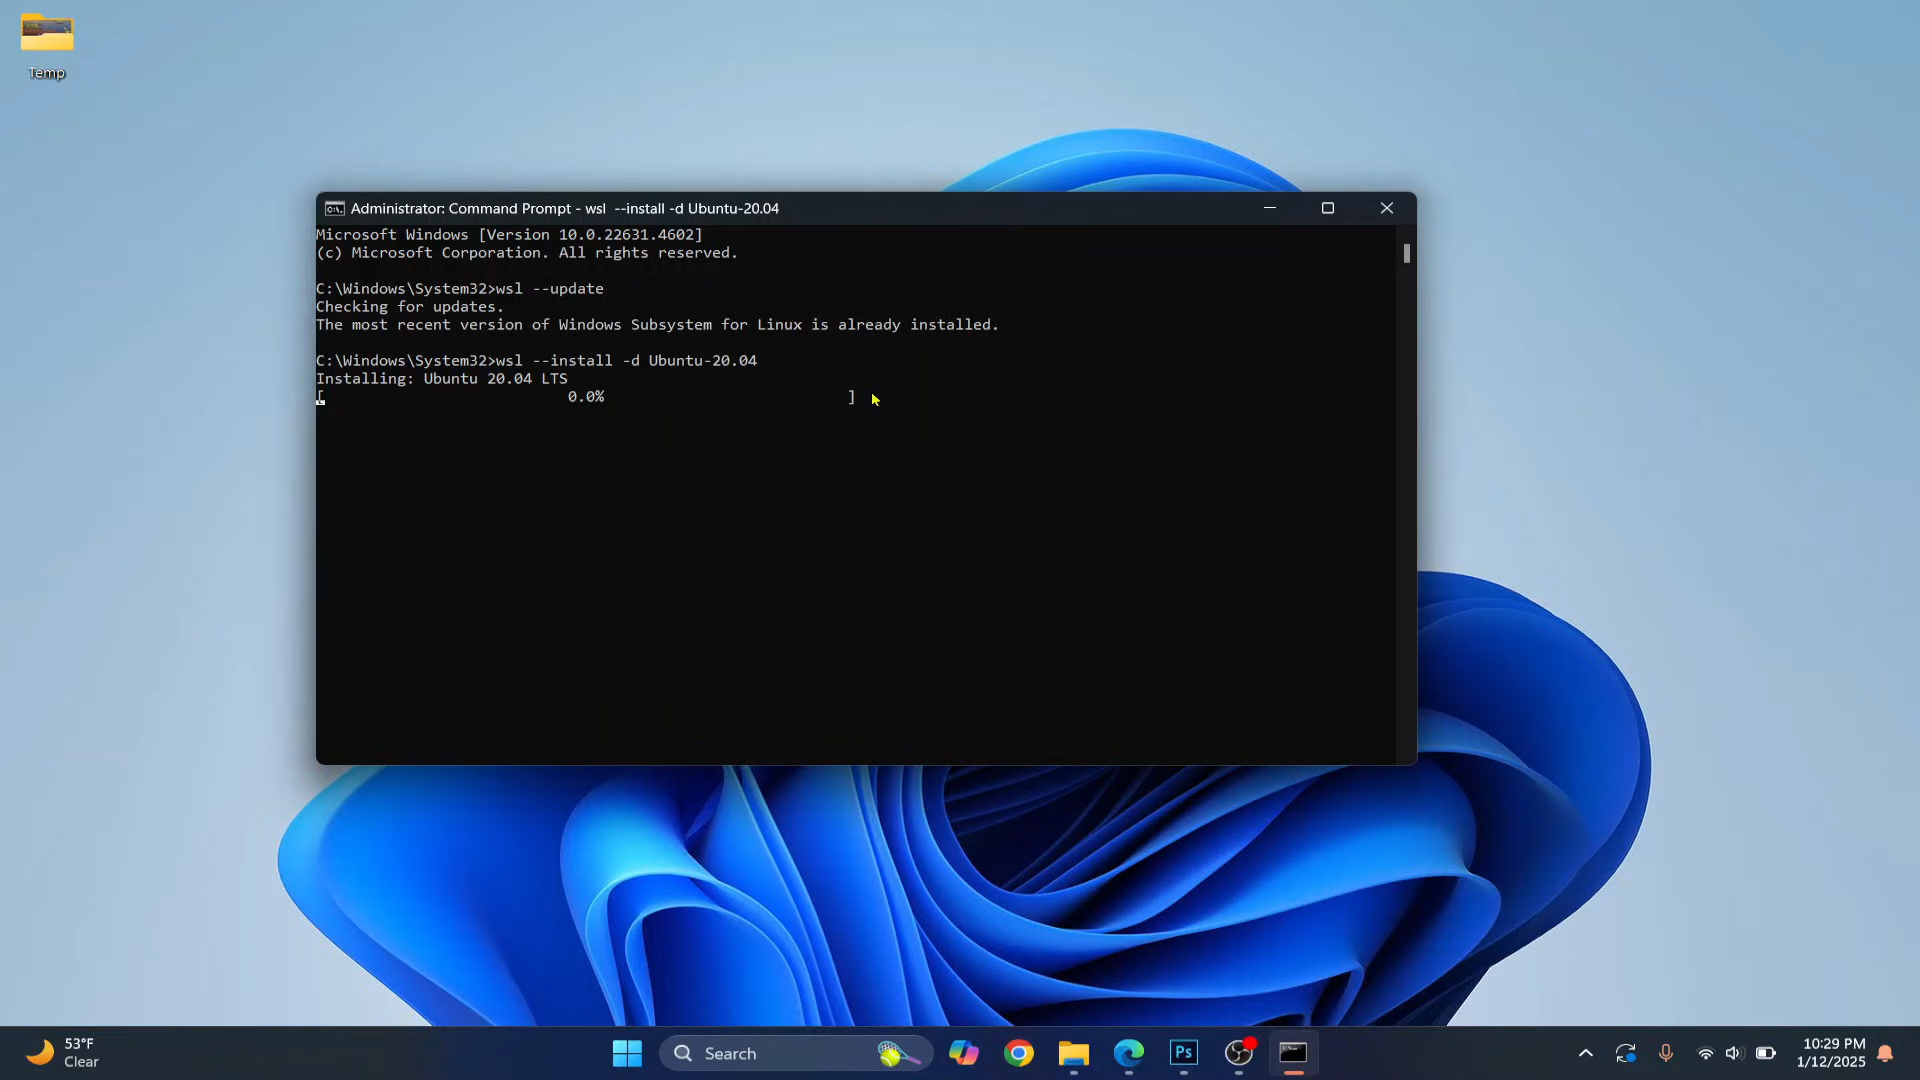 Temp
Administrator: Command Prompt - wsl  --install -d Ubuntu-20.04
Microsoft Windows [Version 10.0.22631.4602]
(c) Microsoft Corporation. All rights reserved.
C:\Windows\System32>wsl --update
Checking for updates.
The most recent version of Windows Subsystem for Linux is already installed.
C:\Windows\System32>wsl --install -d Ubuntu-20.04
Installing: Ubuntu 20.04 LTS
[                            0.0%                           ]
53°F
Clear
Search
Ps
10:29 PM
1/12/2025